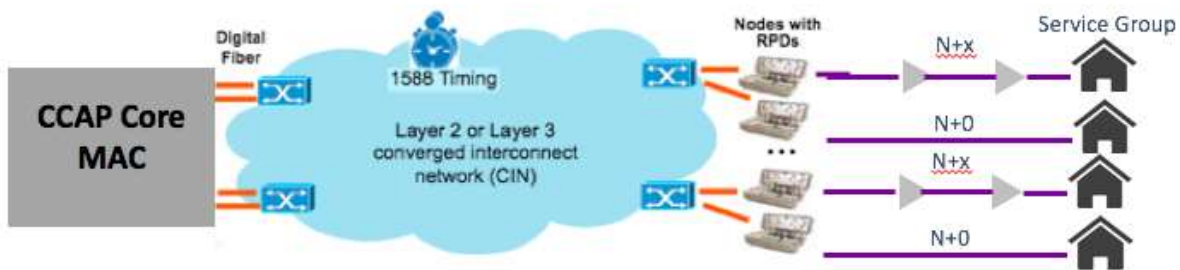 Digital
Fiber
1588 Timing
Nodes with
RPDs
Service Group
N+x
CCAP Core
MAC
Layer 2 or Layer 3
converged interconnect
network (CIN)
N+0
...
N+x
N+0